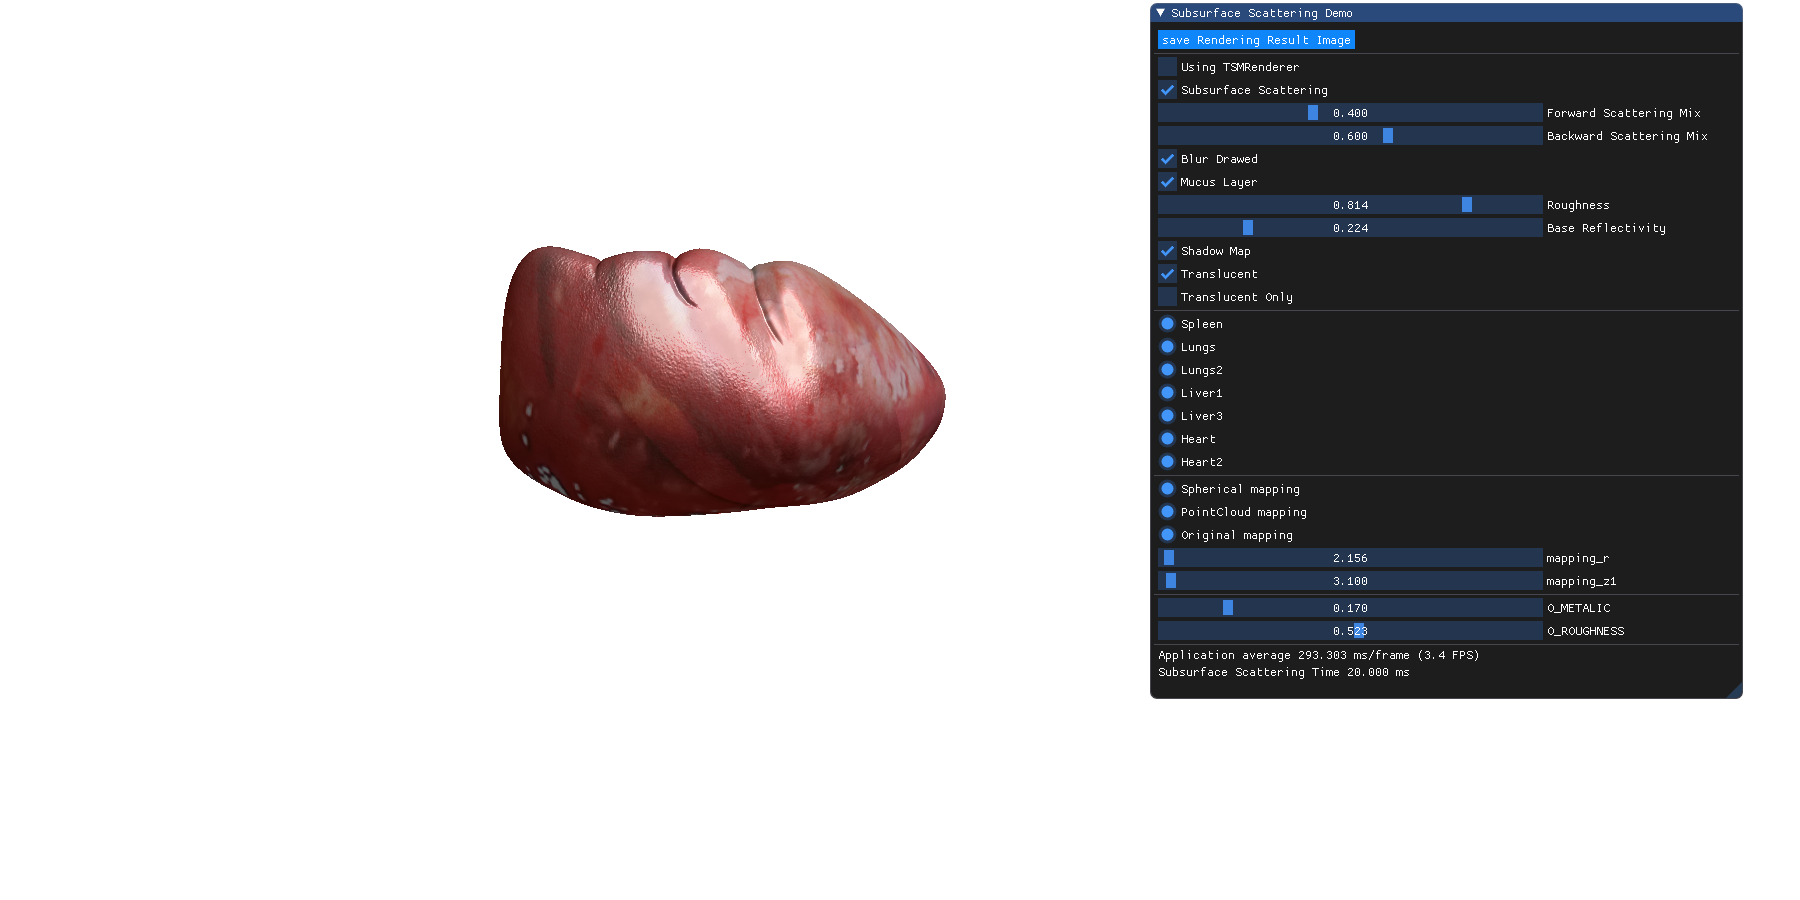 Subsurface Scattering Demo
save Rendering Result Image
Using TSMRenderer
Subsurface Scattering
0.400 Forward Scattering Mix
0.600 Backward Scattering Mix
Blur Drawed
Mucus Layer
0.814 Roughness
0.224 Base Reflectivity
Shadow Map
Translucent
Translucent Only
Spleen
Lungs
Lungs2
Liver1
Liver3
Heart
Heart2
Spherical mapping
PointCloud mapping
Original mapping
2.156 mapping_r
3.100 mapping_z1
0.170 O_METALIC
0.523 O_ROUGHNESS
Application average 293.303 ms/frame (3.4 FPS)
Subsurface Scattering Time 20.000 ms